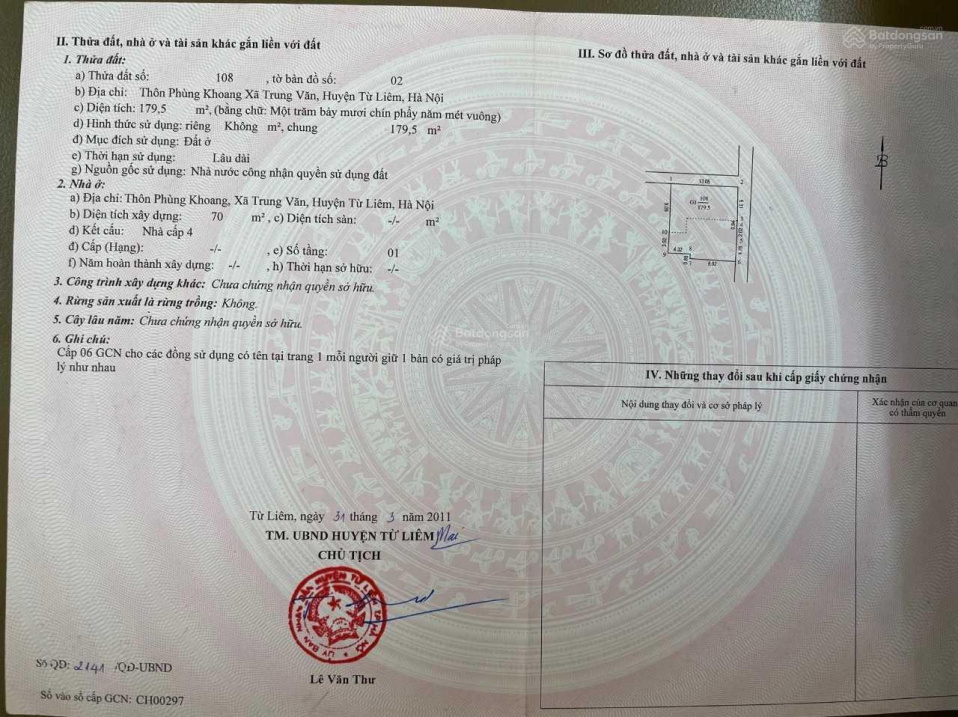 II. Thửa đất, nhà ở và tài sản khác gắn liền với đất
1. Thửa đất:
a) Thửa đất số: 108 , tờ bản đồ số: 02
b) Địa chỉ: Thôn Phùng Khoang Xã Trung Văn, Huyện Từ Liêm, Hà Nội
c) Diện tích: 179,5 m², (bằng chữ: Một trăm bảy mươi chín phẩy năm mét vuông)
d) Hình thức sử dụng: riêng Không m², chung 179,5 m²
đ) Mục đích sử dụng: Đất ở
e) Thời hạn sử dụng: Lâu dài
g) Nguồn gốc sử dụng: Nhà nước công nhận quyền sử dụng đất
2. Nhà ở:
a) Địa chỉ: Thôn Phùng Khoang, Xã Trung Văn, Huyện Từ Liêm, Hà Nội
b) Diện tích xây dựng: 70 m² , c) Diện tích sàn: -/- m²
d) Kết cấu: Nhà cấp 4
đ) Cấp (Hạng): -/- , e) Số tầng: 01
f) Năm hoàn thành xây dựng: -/- , h) Thời hạn sở hữu: -/-
3. Công trình xây dựng khác: Chưa chứng nhận quyền sở hữu.
4. Rừng sản xuất là rừng trồng: Không.
5. Cây lâu năm: Chưa chứng nhận quyền sở hữu.
6. Ghi chú:
Cấp 06 GCN cho các đồng sử dụng có tên tại trang 1 mỗi người giữ 1 bản có giá trị pháp
lý như nhau
Từ Liêm, ngày 31 tháng 3 năm 2011
TM. UBND HUYỆN TỪ LIÊM
CHỦ TỊCH
Lê Văn Thư
Số QĐ: 2141 /QĐ-UBND
Số vào sổ cấp GCN: CH00297
III. Sơ đồ thửa đất, nhà ở và tài sản khác gắn liền với đất
B
108
179.5
IV. Những thay đổi sau khi cấp giấy chứng nhận
Nội dung thay đổi và cơ sở pháp lý
Xác nhận của cơ quan
có thẩm quyền
Batdongsan
by PropertyGuru
Batdongsan